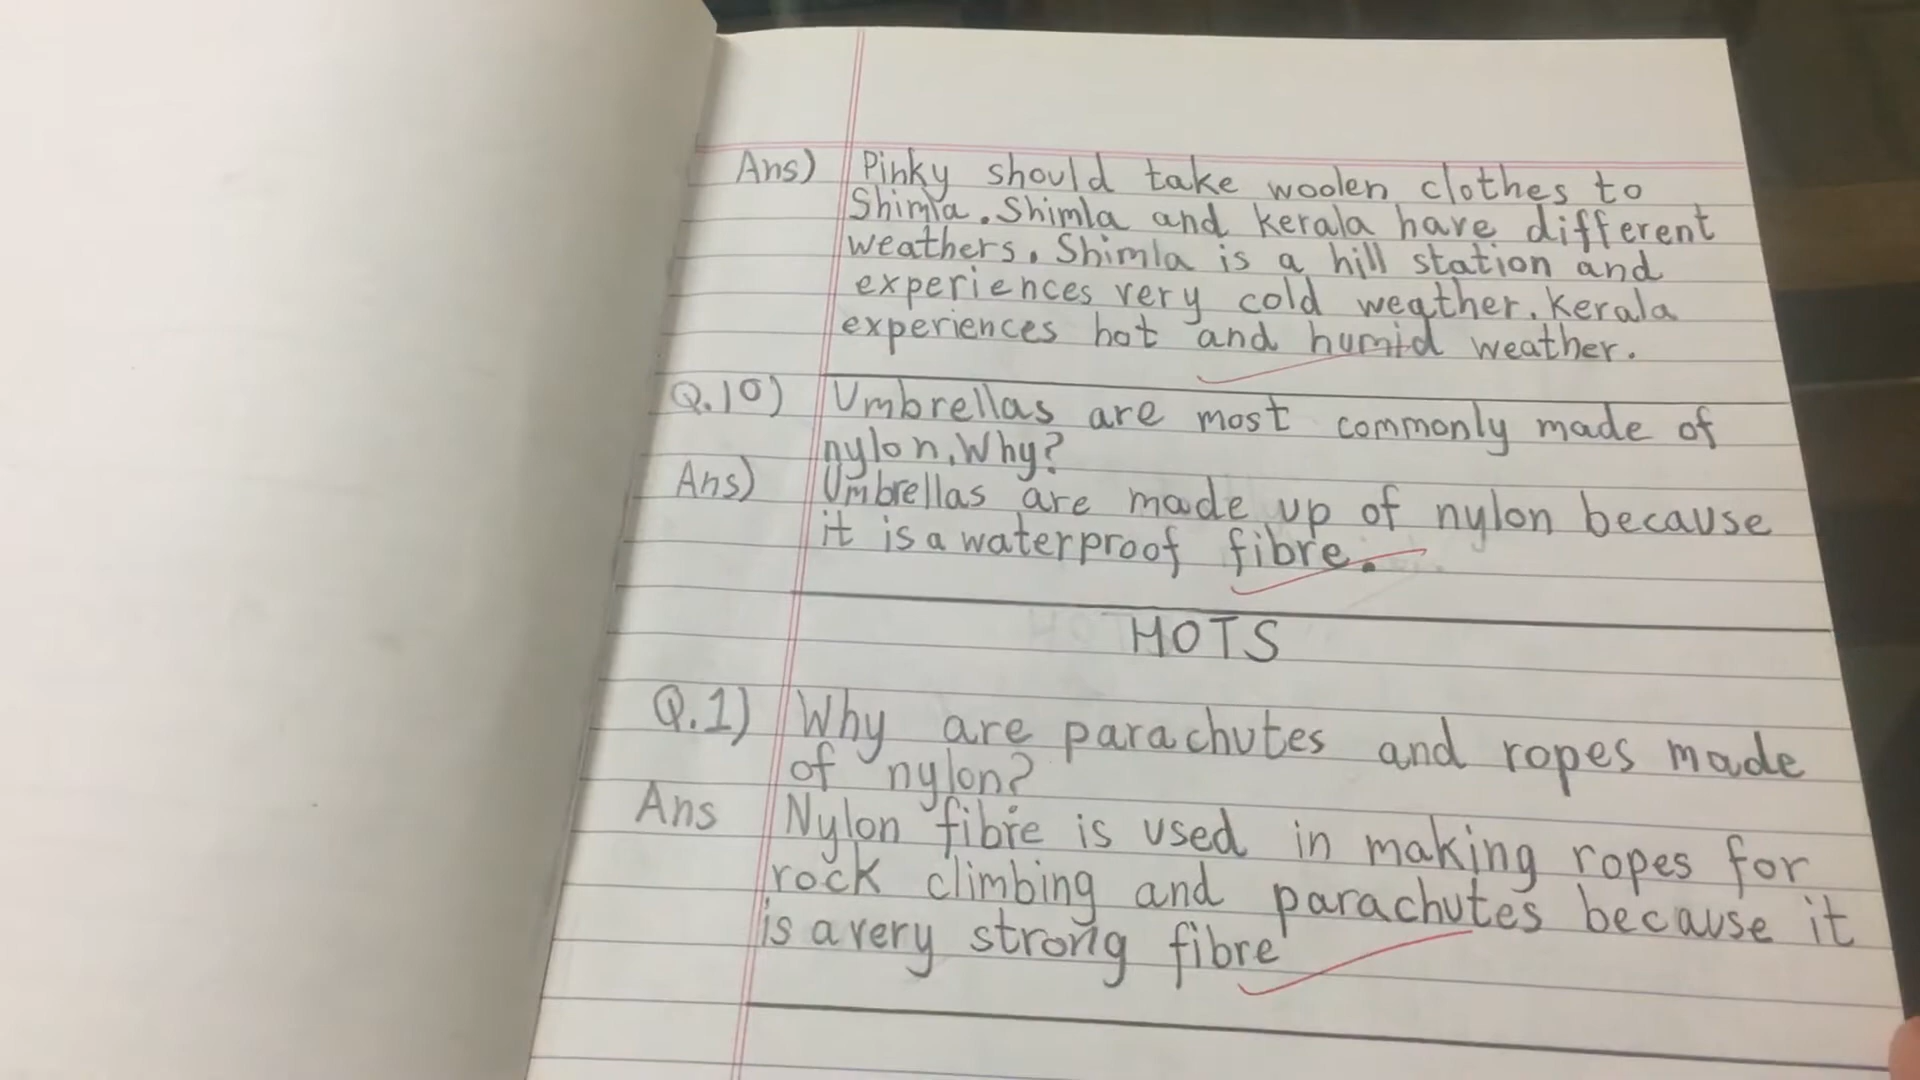 Ans) Pinky should take woolen clothes to
Shimla. Shimla and Kerala have different
weathers. Shimla is a hill station and
experiences very cold weather. Kerala
experiences hot and humid weather.
Q.10) Umbrellas are most commonly made of
nylon. Why?
Ans) Umbrellas are made up of nylon because
it is a waterproof fibre.
HOTS
Q.1) Why are parachutes and ropes made
of nylon?
Ans Nylon fibre is used in making ropes for
rock climbing and parachutes because it
is a very strong fibre